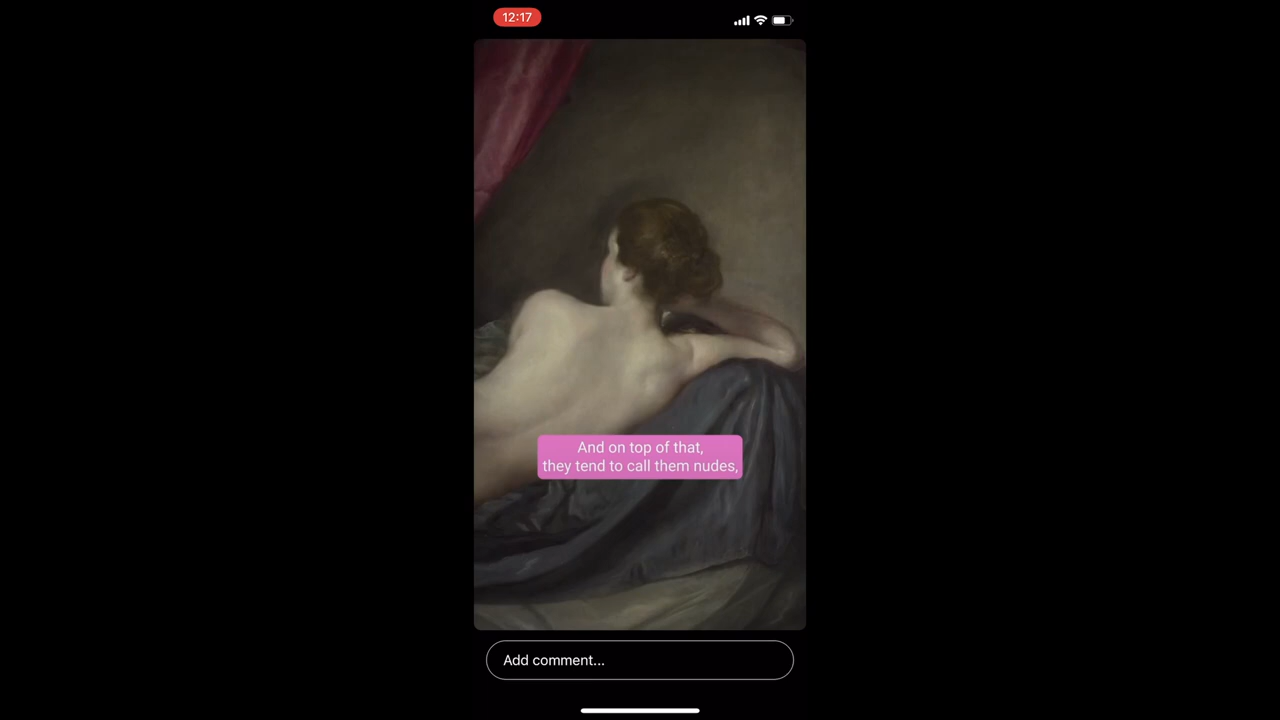 12:17
And on top of that,
they tend to call them nudes,
Add comment...